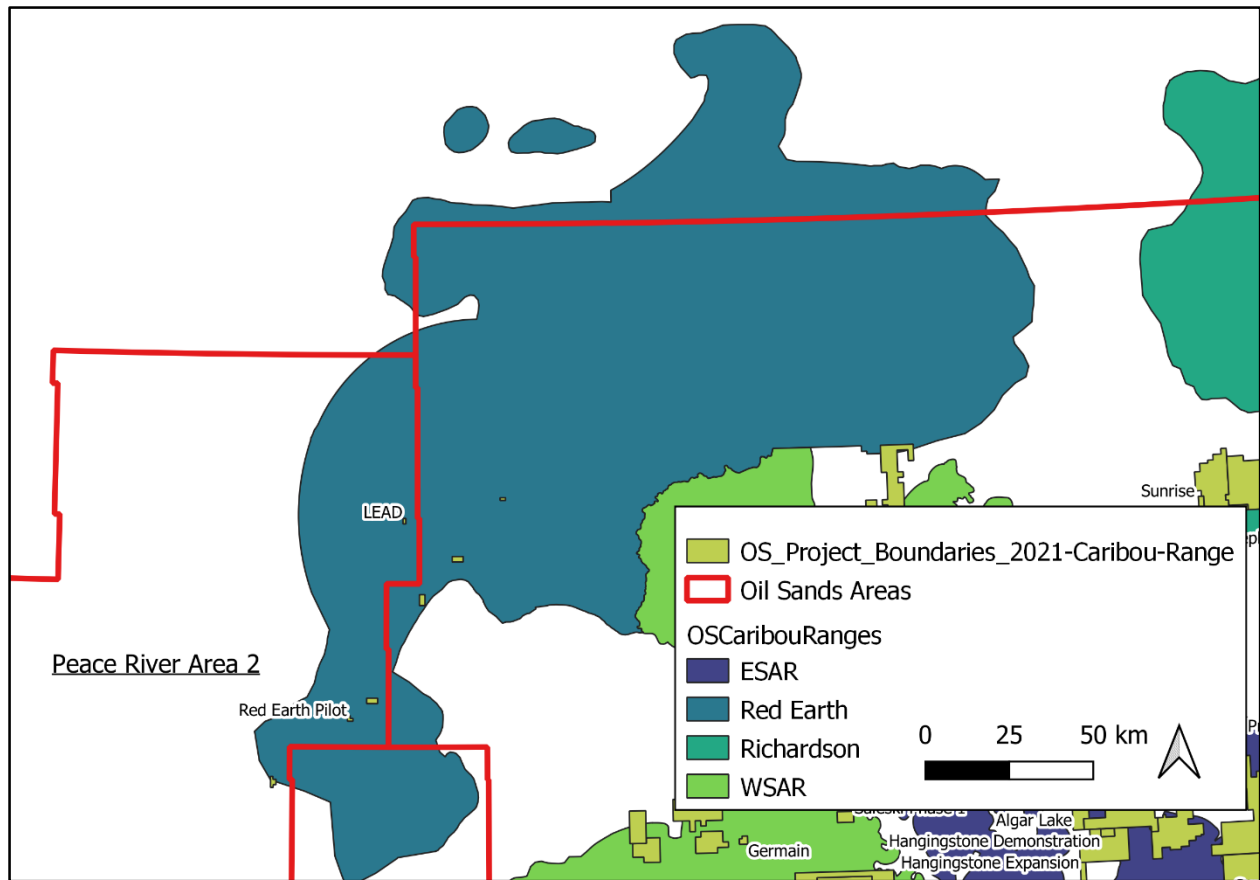 Sunrise
LEAD
OS_Project_Boundaries_2021-Caribou-Range
Oil Sands Areas
OSCaribouRanges
ESAR
Red Earth
Richardson
WSAR
0 25 50 km
Peace River Area 2
Red Earth Pilot
Algar Lake
Hangingstone Demonstration
Hangingstone Expansion
Germain